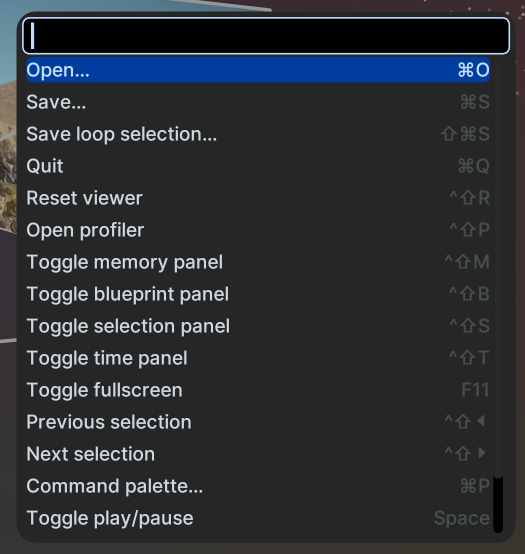 Open... ⌘O
Save... ⌘S
Save loop selection... ⇧⌘S
Quit ⌘Q
Reset viewer ^⇧R
Open profiler ^⇧P
Toggle memory panel ^⇧M
Toggle blueprint panel ^⇧B
Toggle selection panel ^⇧S
Toggle time panel ^⇧T
Toggle fullscreen F11
Previous selection ^⇧⏴
Next selection ^⇧⏵
Command palette... ⌘P
Toggle play/pause Space